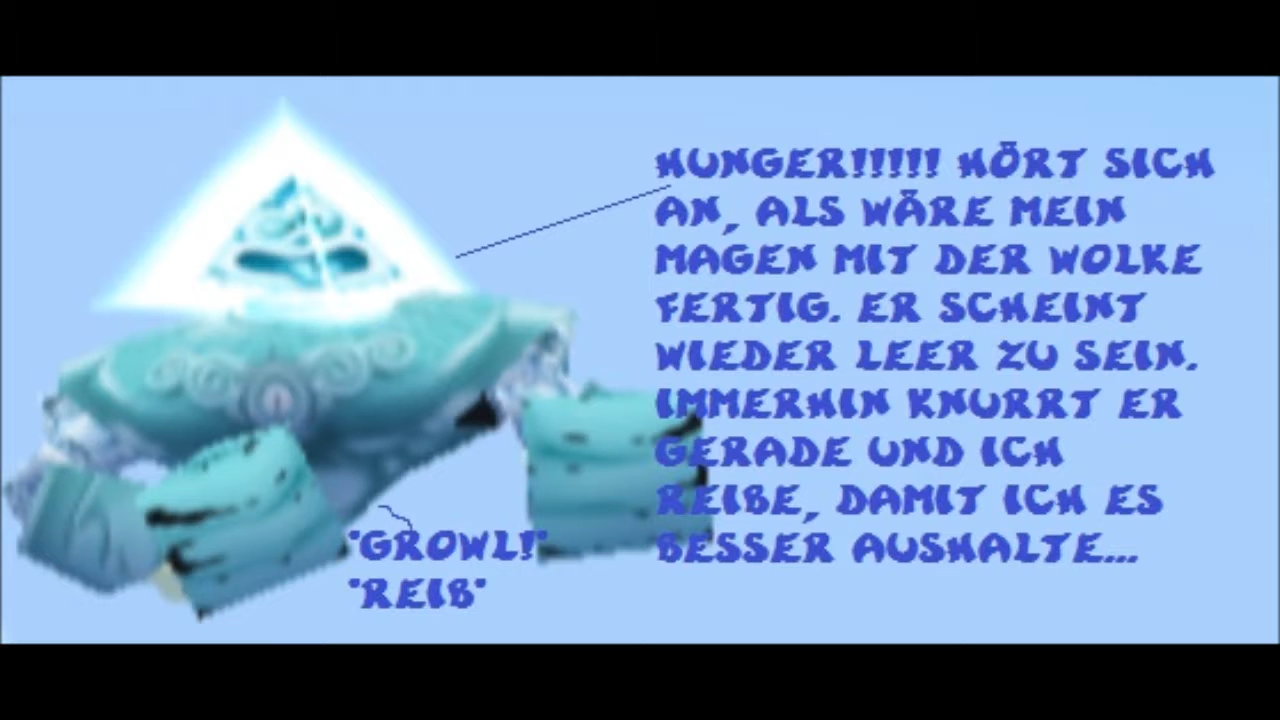 HUNGER!!!!! HÖRT SICH
AN, ALS WÄRE MEIN
MAGEN MIT DER WOLKE
FERTIG. ER SCHEINT
WIEDER LEER ZU SEIN.
IMMERHIN KNURRT ER
GERADE UND ICH
REIBE, DAMIT ICH ES
BESSER AUSHALTE...
"GROWL!"
"REIB"